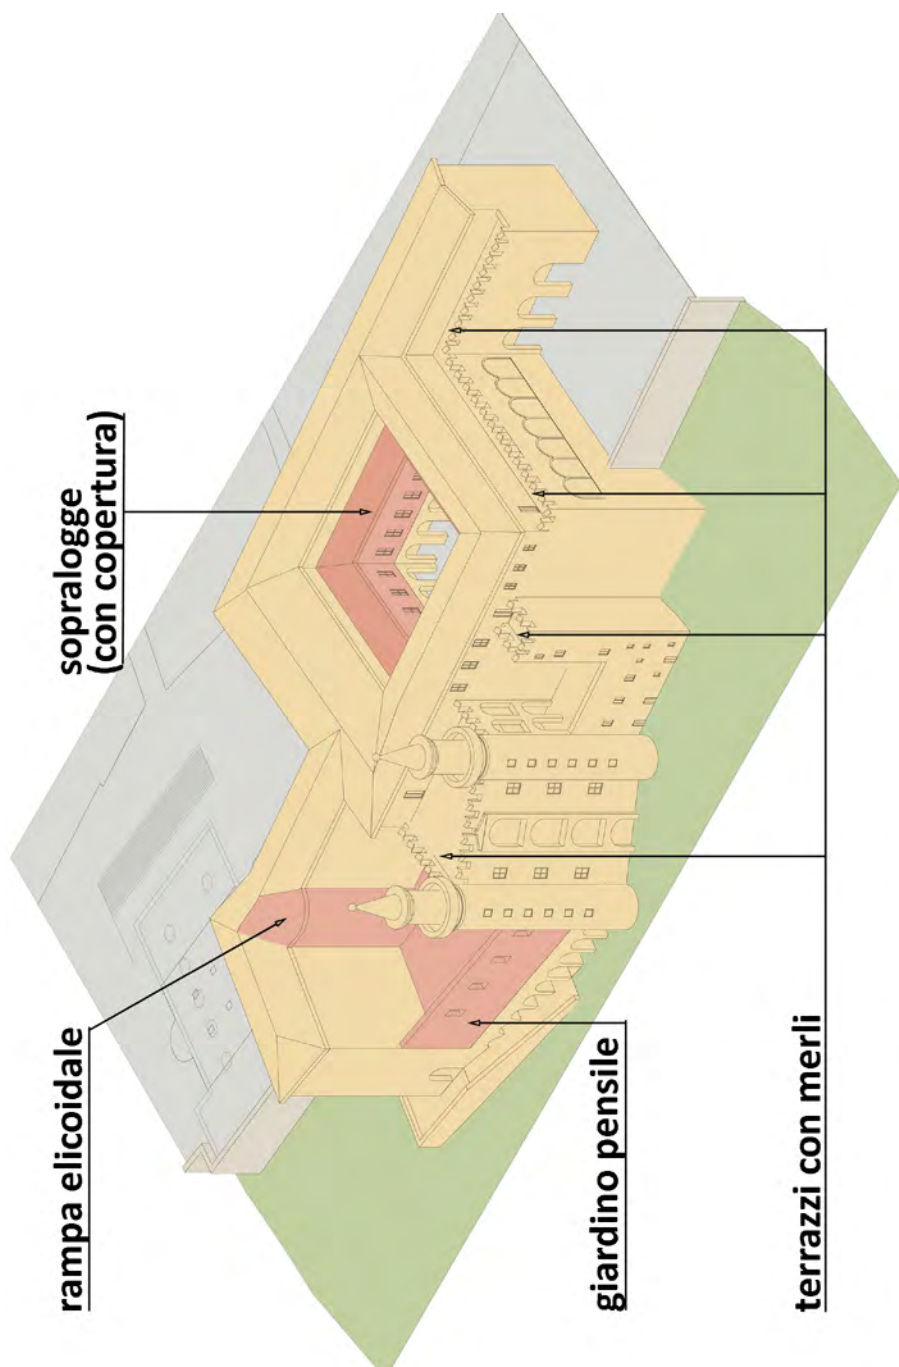 rampa elicoidale
sopralogge
(con copertura)
giardino pensile
terrazzi con merli